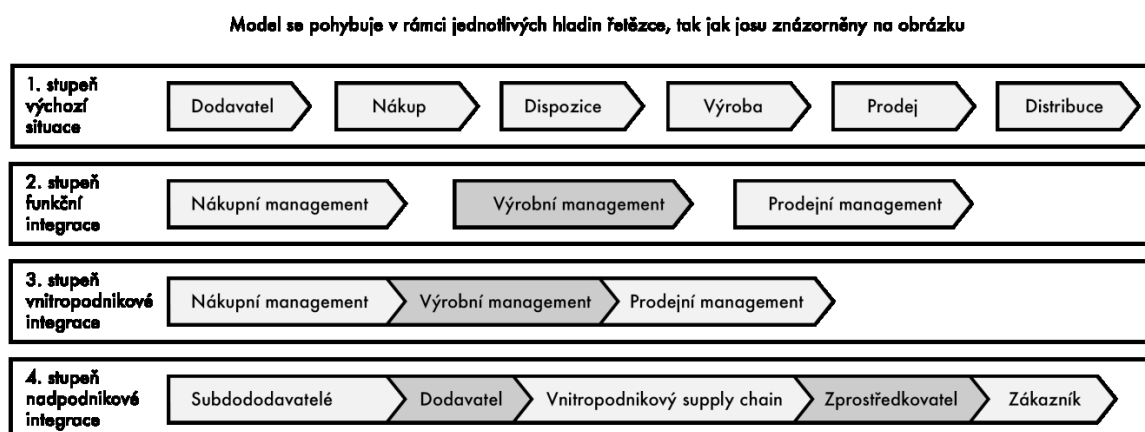 Model se pohybuje v rámci jednotlivých hladin řetězce, tak jak josu znázorněny na obrázku
1. stupeň
výchozí
situace
Dodavatel
Nákup
Dispozice
Výroba
Prodej
Distribuce
2. stupeň
funkční
integrace
Nákupní management
Výrobní management
Prodejní management
3. stupeň
vnitropodnikové
integrace
Nákupní management
Výrobní management
Prodejní management
4. stupeň
nadpodnikové
integrace
Subdododavatelé
Dodavatel
Vnitropodnikový supply chain
Zprostředkovatel
Zákazník